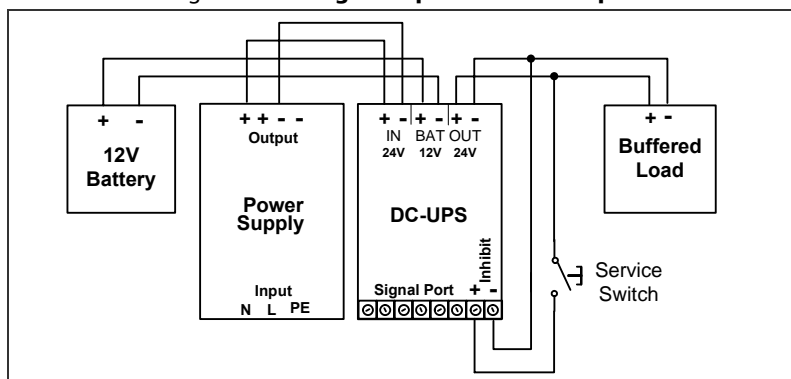 + -
12V
Battery
+ + - -
Output
Power
Supply
Input
N L PE
+ - + - + -
IN BAT OUT
24V 12V 24V
DC-UPS
Inhibit
Signal Port + -
+ -
Buffered
Load
Service
Switch